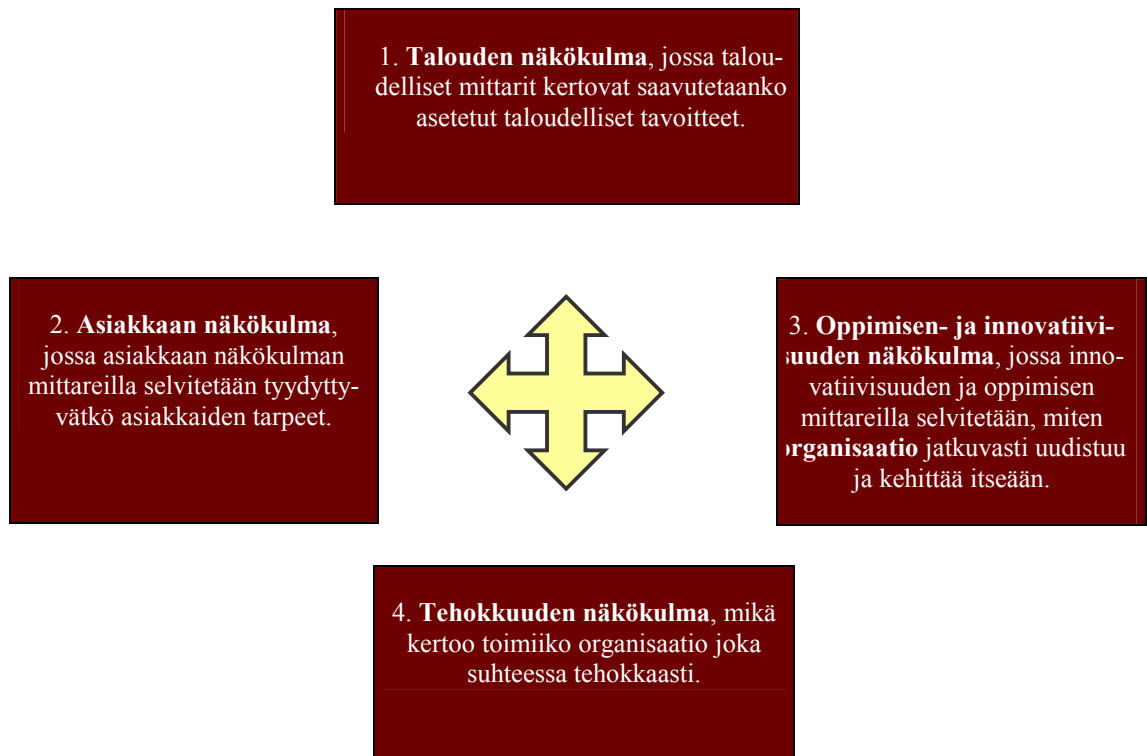 1. Talouden näkökulma, jossa talou-
delliset mittarit kertovat saavutetaanko
asetetut taloudelliset tavoitteet.
2. Asiakkaan näkökulma,
jossa asiakkaan näkökulman
mittareilla selvitetään tyydytty-
vätkö asiakkaiden tarpeet.
3. Oppimisen- ja innovatiivi-
suuden näkökulma, jossa inno-
vatiivisuuden ja oppimisen
mittareilla selvitetään, miten
organisaatio jatkuvasti uudistuu
ja kehittää itseään.
4. Tehokkuuden näkökulma, mikä
kertoo toimiiko organisaatio joka
suhteessa tehokkaasti.